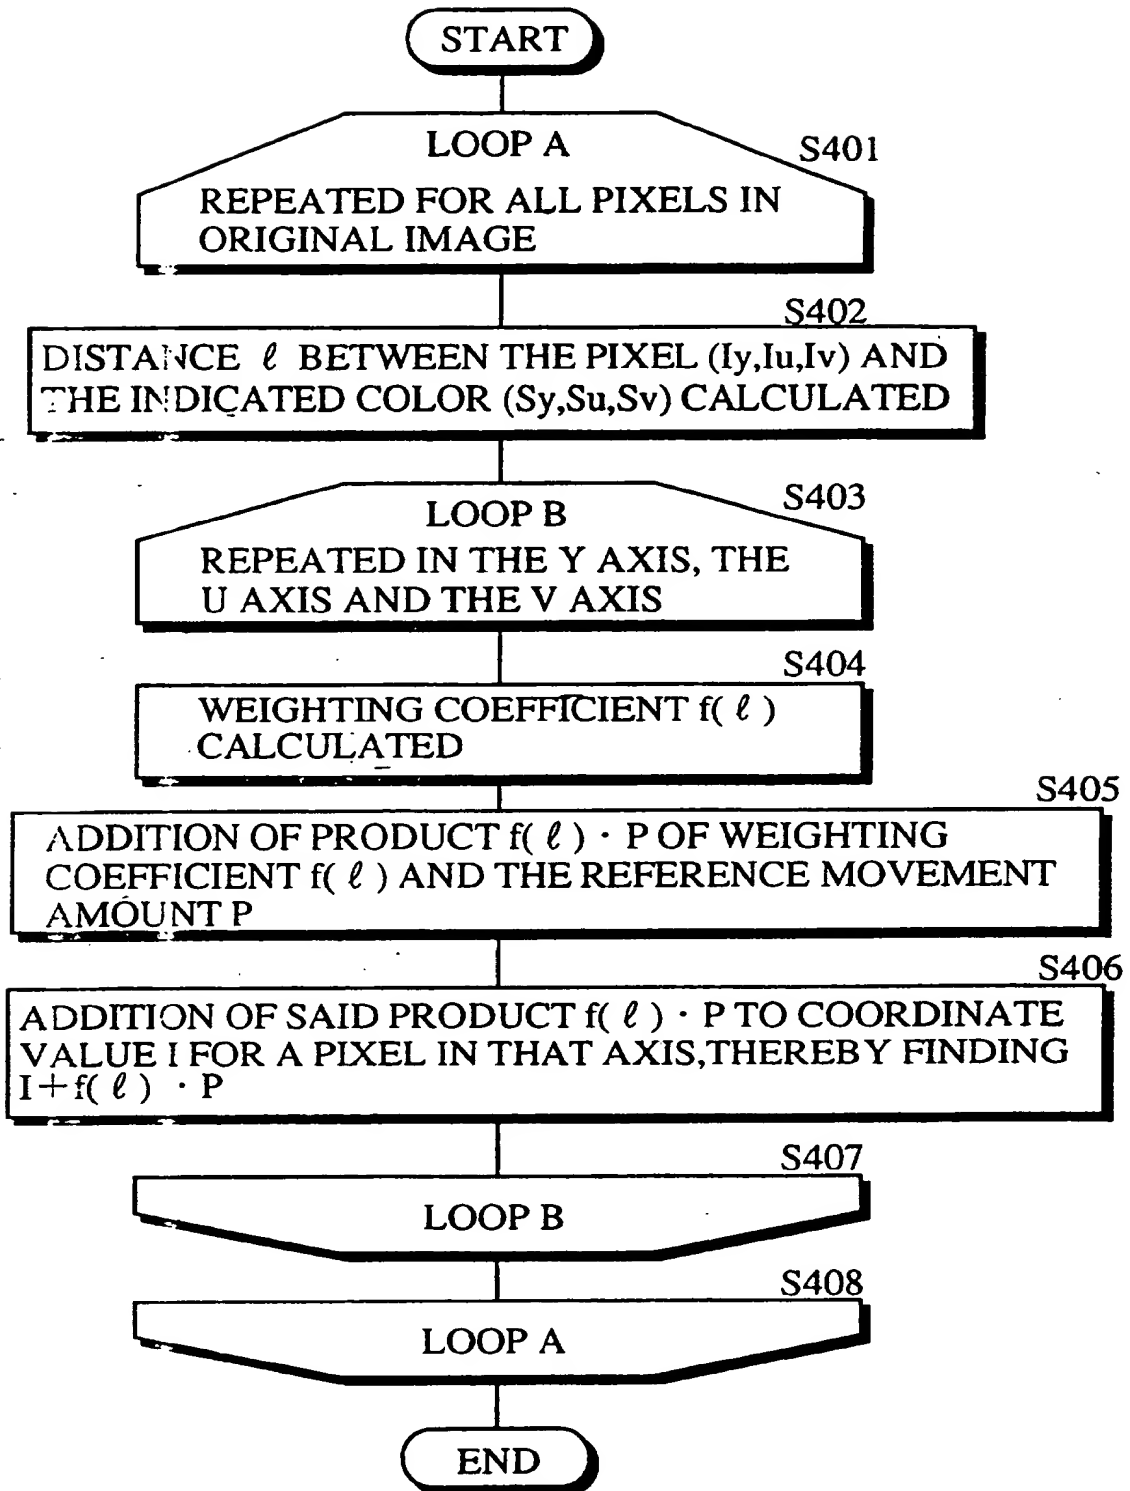 START
LOOP A
S401
REPEATED FOR ALL PIXELS IN
ORIGINAL IMAGE
S402
DISTANCE ℓ BETWEEN THE PIXEL (Iy,Iu,Iv) AND
THE INDICATED COLOR (Sy,Su,Sv) CALCULATED
S403
LOOP B
REPEATED IN THE Y AXIS, THE
U AXIS AND THE V AXIS
S404
WEIGHTING COEFFICIENT f( ℓ )
CALCULATED
S405
ADDITION OF PRODUCT f( ℓ ) · P OF WEIGHTING
COEFFICIENT f( ℓ ) AND THE REFERENCE MOVEMENT
AMOUNT P
S406
ADDITION OF SAID PRODUCT f( ℓ ) · P TO COORDINATE
VALUE I FOR A PIXEL IN THAT AXIS,THEREBY FINDING
I+f( ℓ ) · P
S407
LOOP B
S408
LOOP A
END